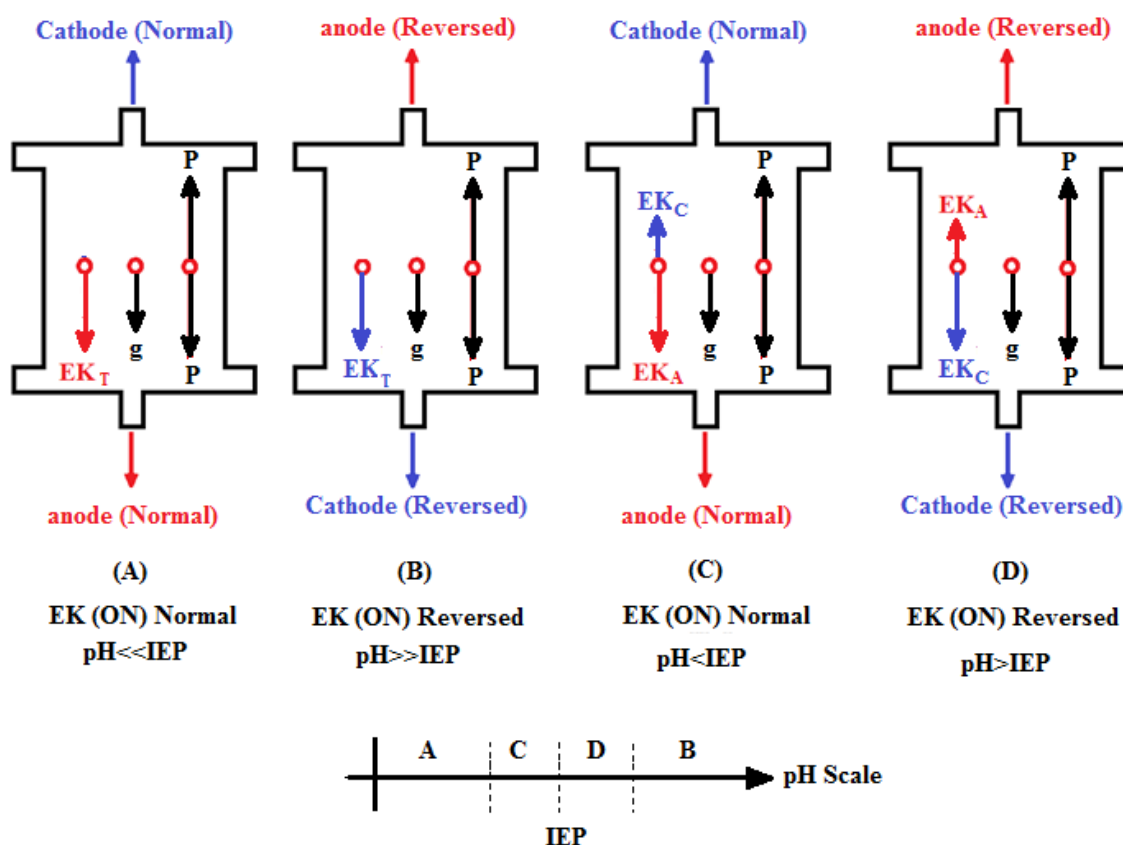 Cathode (Normal)
anode (Reversed)
Cathode (Normal)
anode (Reversed)
P
P
P
P
EKC
EKA
g
g
g
g
EKT
P
EKT
P
EKA
P
EKC
P
anode (Normal)
Cathode (Reversed)
anode (Normal)
Cathode (Reversed)
(A)
(B)
(C)
(D)
EK (ON) Normal
pH<<IEP
EK (ON) Reversed
pH>>IEP
EK (ON) Normal
pH<IEP
EK (ON) Reversed
pH>IEP
A
C
D
B
pH Scale
IEP